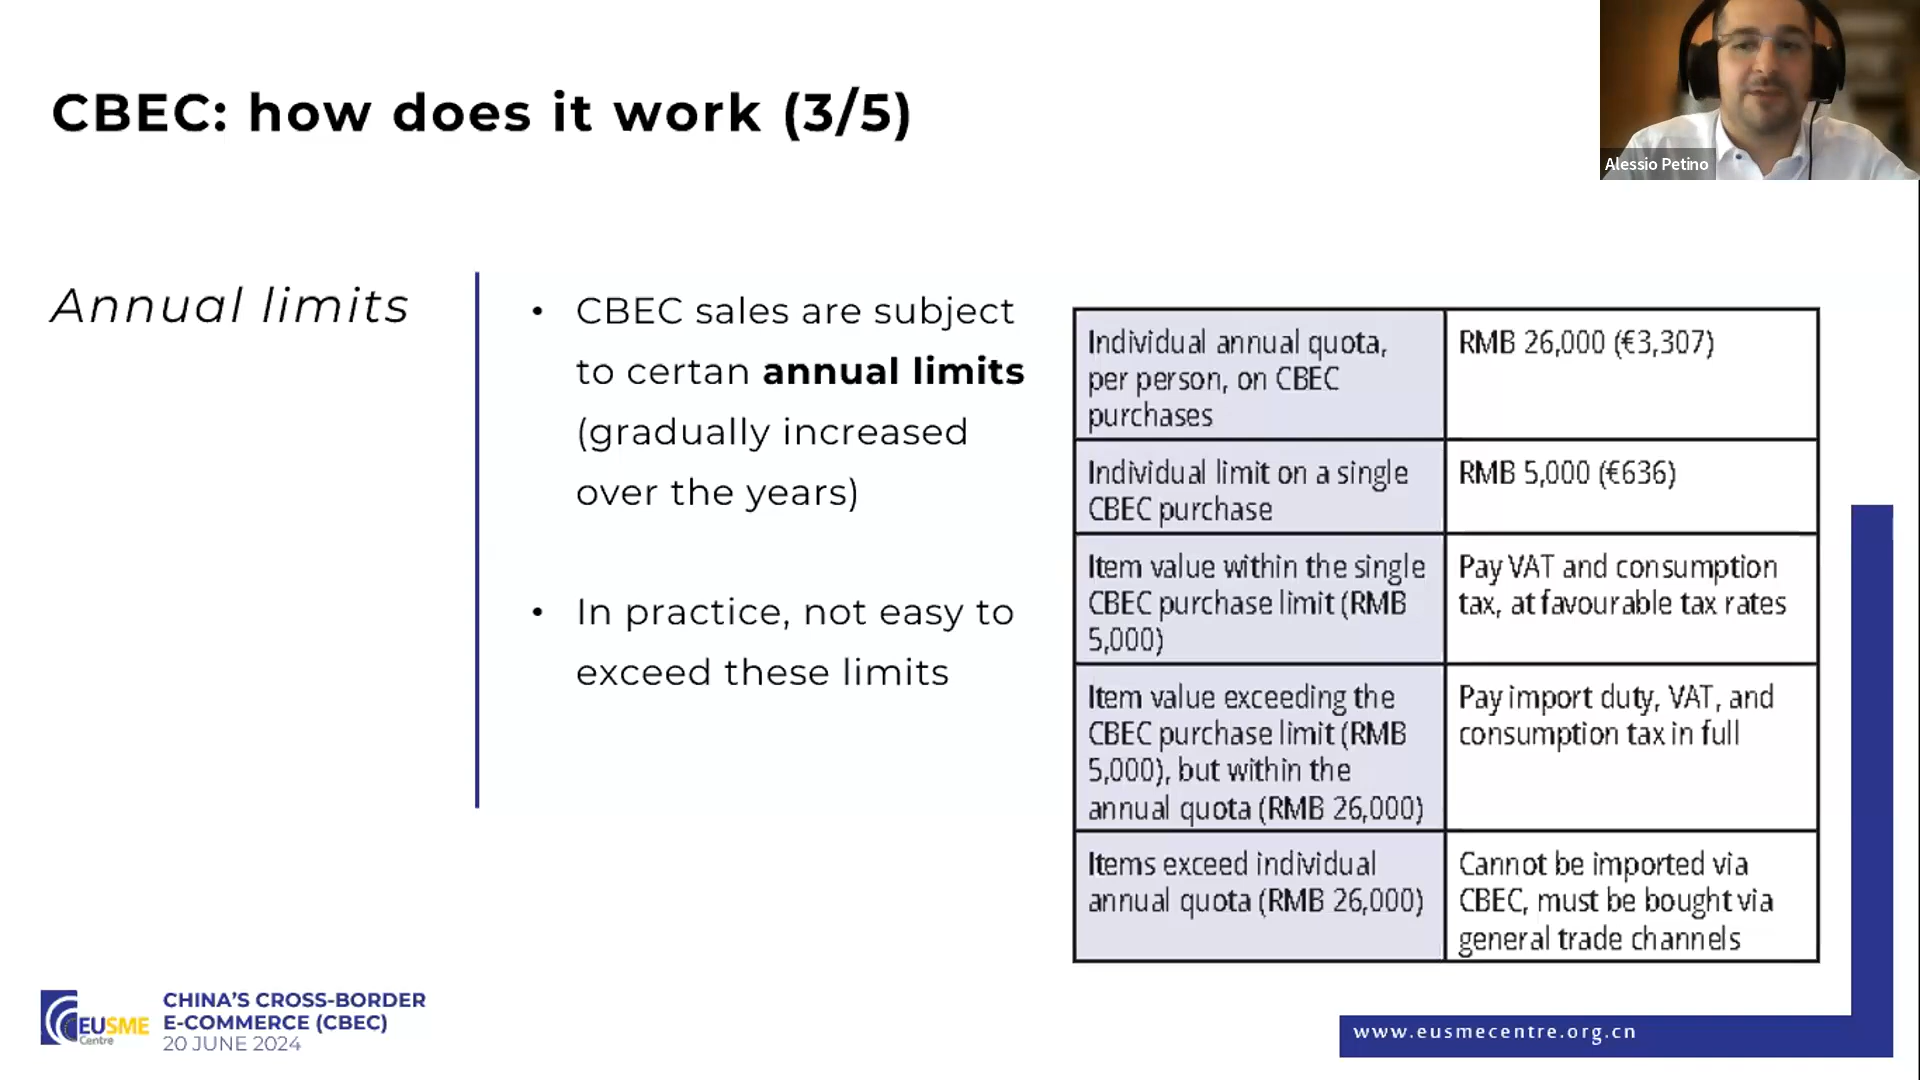 CBEC: how does it work (3/5)
Alessio Petino
Annual limits
• CBEC sales are subject
to certan annual limits
(gradually increased
over the years)
• In practice, not easy to
exceed these limits
Individual annual quota,
per person, on CBEC
purchases
RMB 26,000 (€3,307)
Individual limit on a single
CBEC purchase
RMB 5,000 (€636)
Item value within the single
CBEC purchase limit (RMB
5,000)
Pay VAT and consumption
tax, at favourable tax rates
Item value exceeding the
CBEC purchase limit (RMB
5,000), but within the
annual quota (RMB 26,000)
Pay import duty, VAT, and
consumption tax in full
Items exceed individual
annual quota (RMB 26,000)
Cannot be imported via
CBEC, must be bought via
general trade channels
EUSME
Centre
CHINA'S CROSS-BORDER
E-COMMERCE (CBEC)
20 JUNE 2024
www.eusmecentre.org.cn